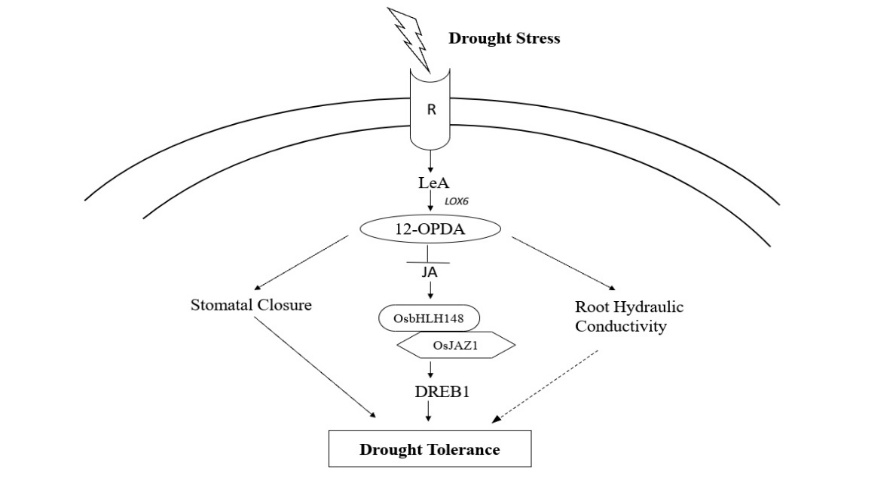 Drought Stress
R
LeA
LOX6
12-OPDA
JA
Stomatal Closure
Root Hydraulic
Conductivity
OsbHLH148
OsJAZ1
DREB1
Drought Tolerance